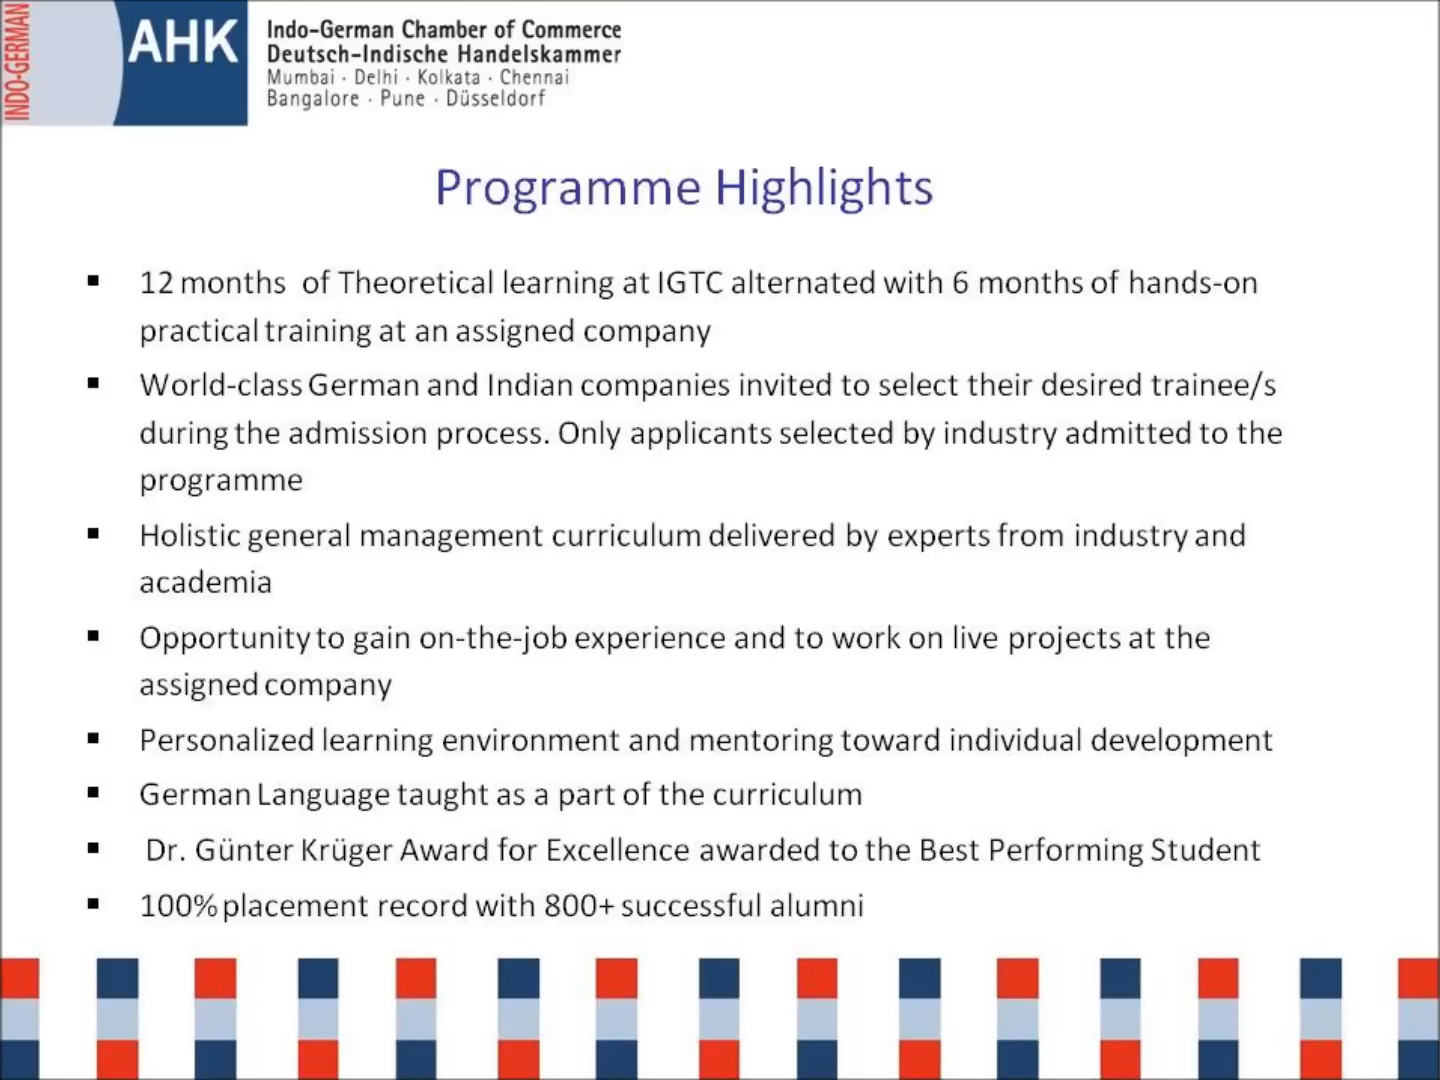 INDO-GERMAN
AHK
Indo-German Chamber of Commerce
Deutsch-Indische Handelskammer
Mumbai · Delhi · Kolkata · Chennai
Bangalore · Pune · Düsseldorf
Programme Highlights
▪ 12 months of Theoretical learning at IGTC alternated with 6 months of hands-on
practical training at an assigned company
▪ World-class German and Indian companies invited to select their desired trainee/s
during the admission process. Only applicants selected by industry admitted to the
programme
▪ Holistic general management curriculum delivered by experts from industry and
academia
▪ Opportunity to gain on-the-job experience and to work on live projects at the
assigned company
▪ Personalized learning environment and mentoring toward individual development
▪ German Language taught as a part of the curriculum
▪ Dr. Günter Krüger Award for Excellence awarded to the Best Performing Student
▪ 100% placement record with 800+ successful alumni